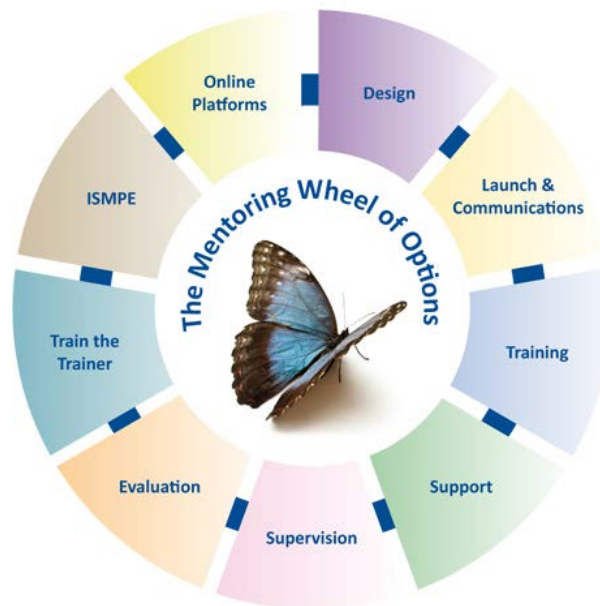 The Mentoring Wheel of Options
Design
Launch &
Communications
Training
Support
Supervision
Evaluation
Train the
Trainer
ISMPE
Online
Platforms